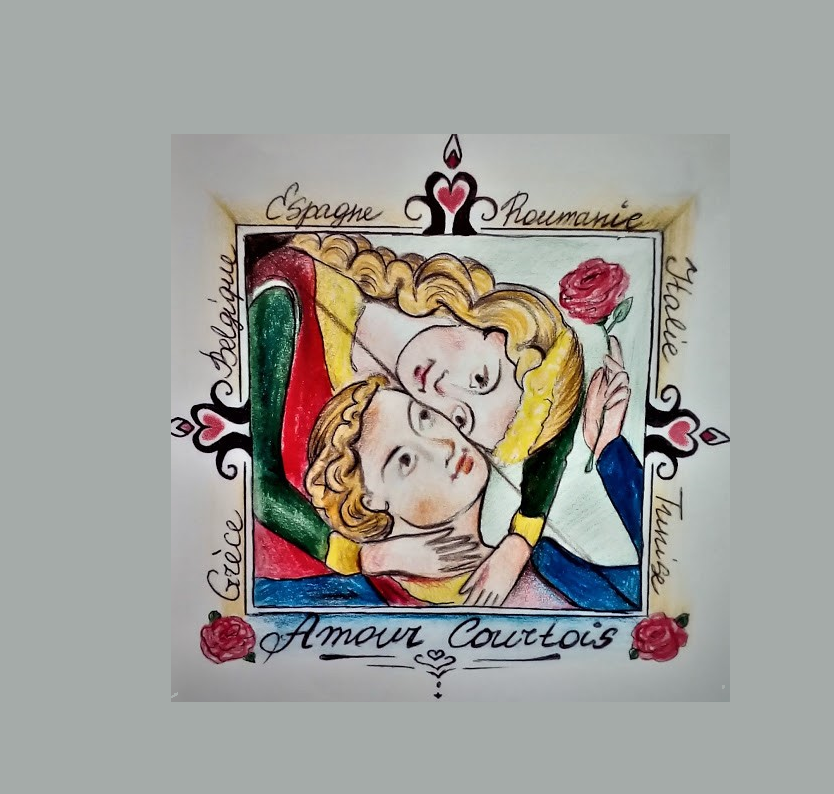 Espagne Roumanie
Belgique
Italie
Grèce
Tunisie
Amour Courtois